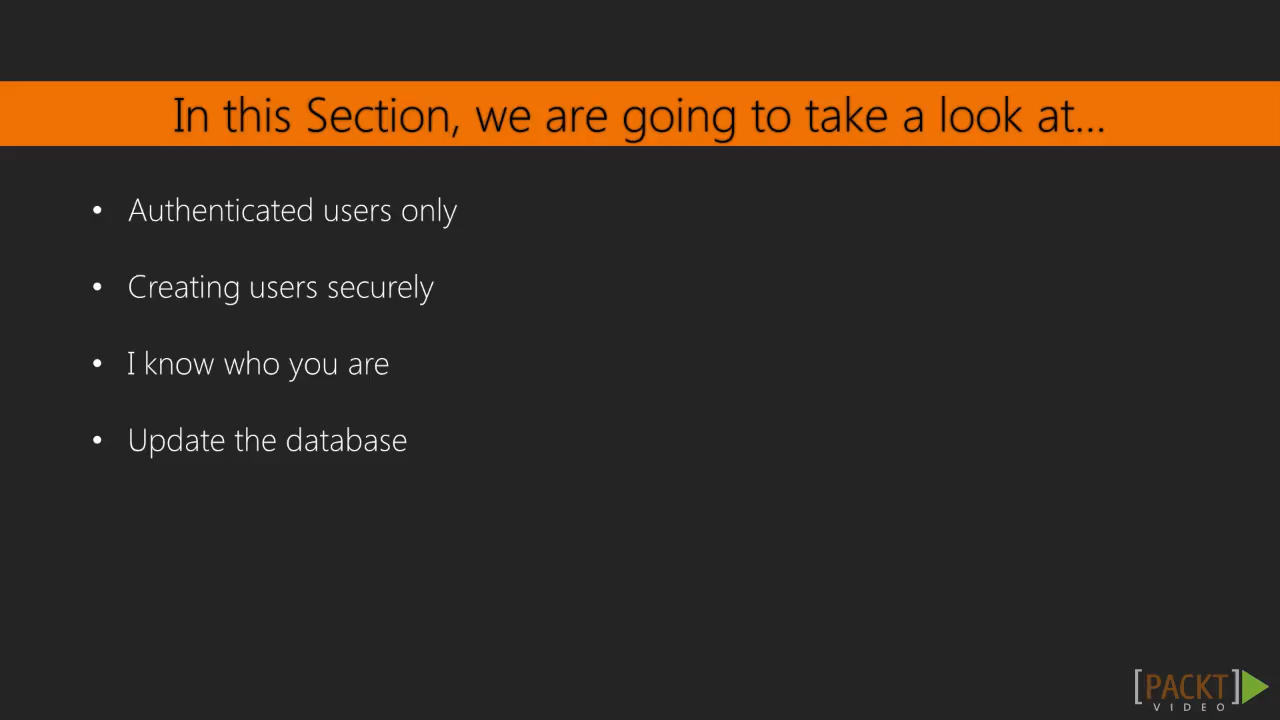 In this Section, we are going to take a look at...
• Authenticated users only
• Creating users securely
• I know who you are
• Update the database
[PACKT]
VIDEO